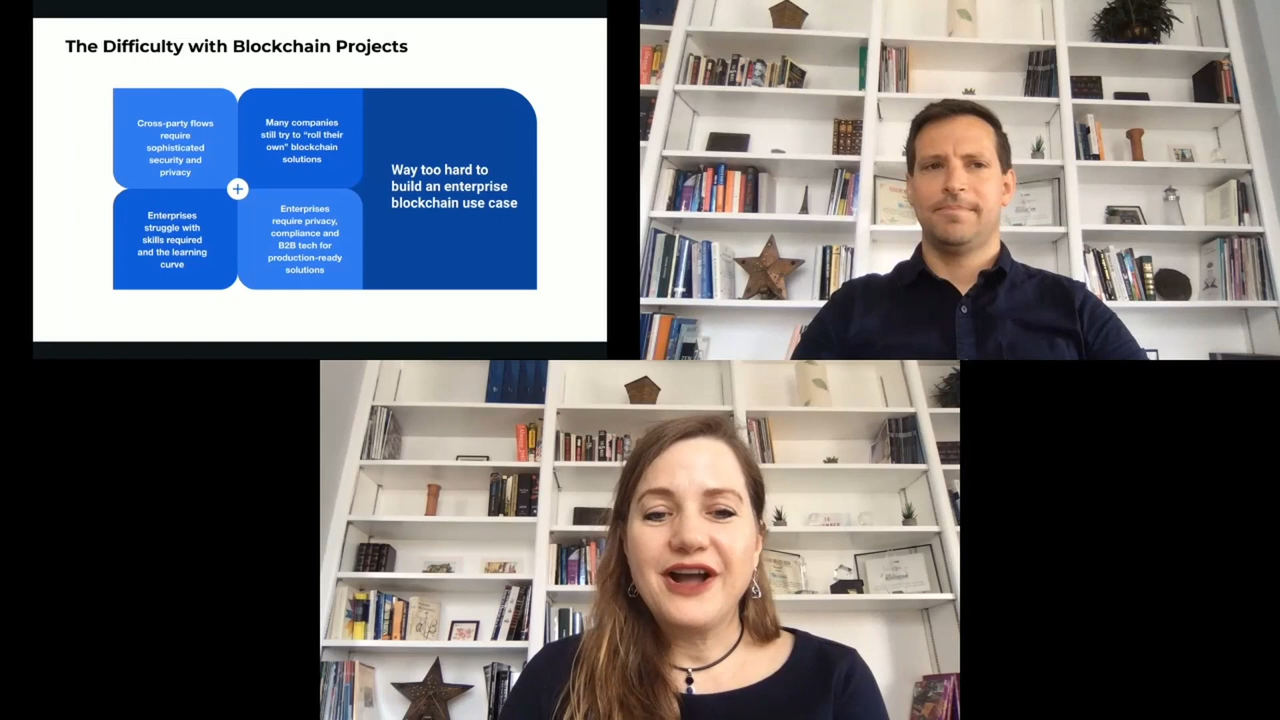 The Difficulty with Blockchain Projects
Cross-party flows
require
sophisticated
security and
privacy
Many companies
still try to “roll their
own” blockchain
solutions
Enterprises
struggle with
skills required
and the learning
curve
Enterprises
require privacy,
compliance and
B2B tech for
production-ready
solutions
Way too hard to
build an enterprise
blockchain use case